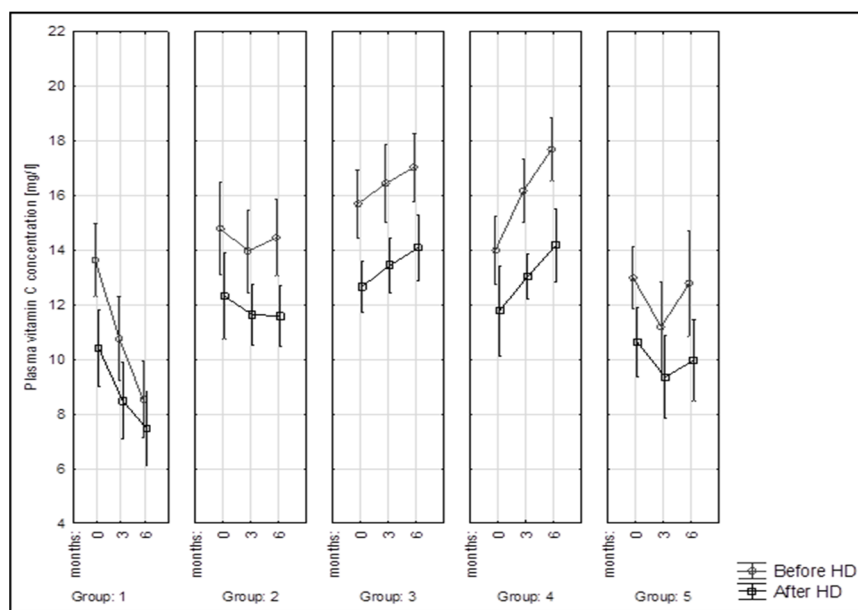 Plasma vitamin C concentration [mg/l]
22
20
18
16
14
12
10
8
6
4
months: 0 3 6
months: 0 3 6
months: 0 3 6
months: 0 3 6
months: 0 3 6
Group: 1
Group: 2
Group: 3
Group: 4
Group: 5
Before HD
After HD